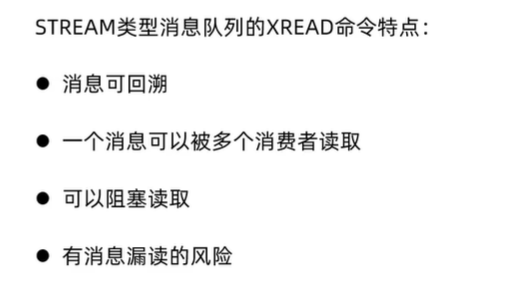 STREAM类型消息队列的XREAD命令特点：
● 消息可回溯
● 一个消息可以被多个消费者读取
● 可以阻塞读取
● 有消息漏读的风险